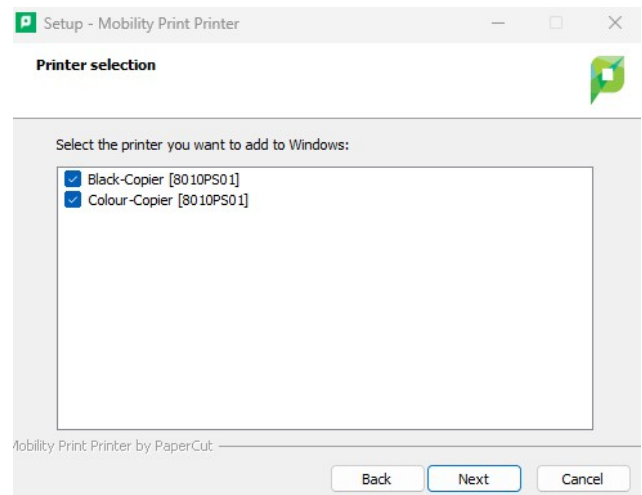 Setup - Mobility Print Printer
Printer selection
Select the printer you want to add to Windows:
Black-Copier [8010PS01]
Colour-Copier [8010PS01]
Mobility Print Printer by PaperCut
Back
Next
Cancel